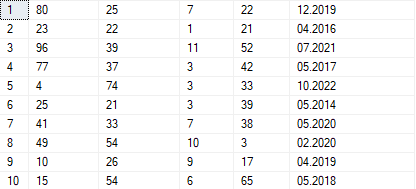 1 80 25 7 22 12.2019
2 23 22 1 21 04.2016
3 96 39 11 52 07.2021
4 77 37 3 42 05.2017
5 4 74 3 33 10.2022
6 25 21 3 39 05.2014
7 41 33 7 38 05.2020
8 49 54 10 3 02.2020
9 10 26 9 17 04.2019
10 15 54 6 65 05.2018